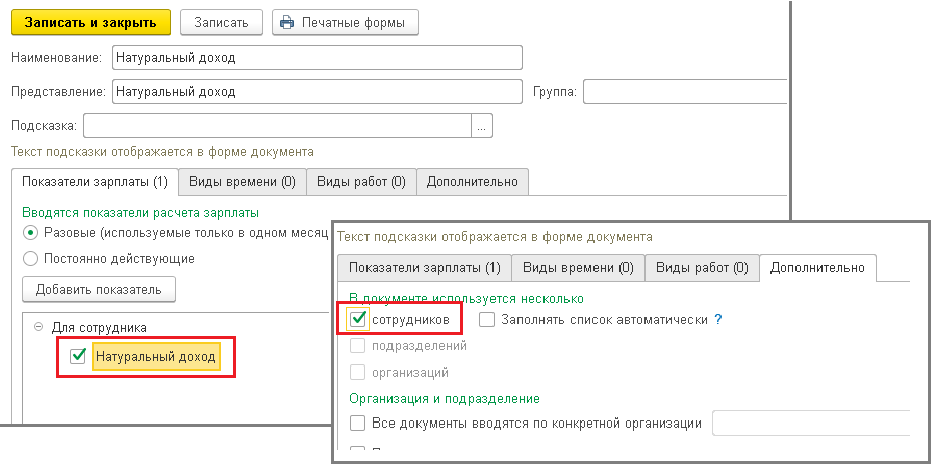 Записать и закрыть Записать Печатные формы
Наименование: Натуральный доход
Представление: Натуральный доход Группа:
Подсказка: ...
Текст подсказки отображается в форме документа
Показатели зарплаты (1) Виды времени (0) Виды работ (0) Дополнительно
Вводятся показатели расчета зарплаты
Разовые (используемые только в одном месяц
Постоянно действующие
Добавить показатель
Для сотрудника
Натуральный доход
Текст подсказки отображается в форме документа
Показатели зарплаты (1) Виды времени (0) Виды работ (0) Дополнительно
В документе используется несколько
сотрудников Заполнять список автоматически ?
подразделений
организаций
Организация и подразделение
Все документы вводятся по конкретной организации